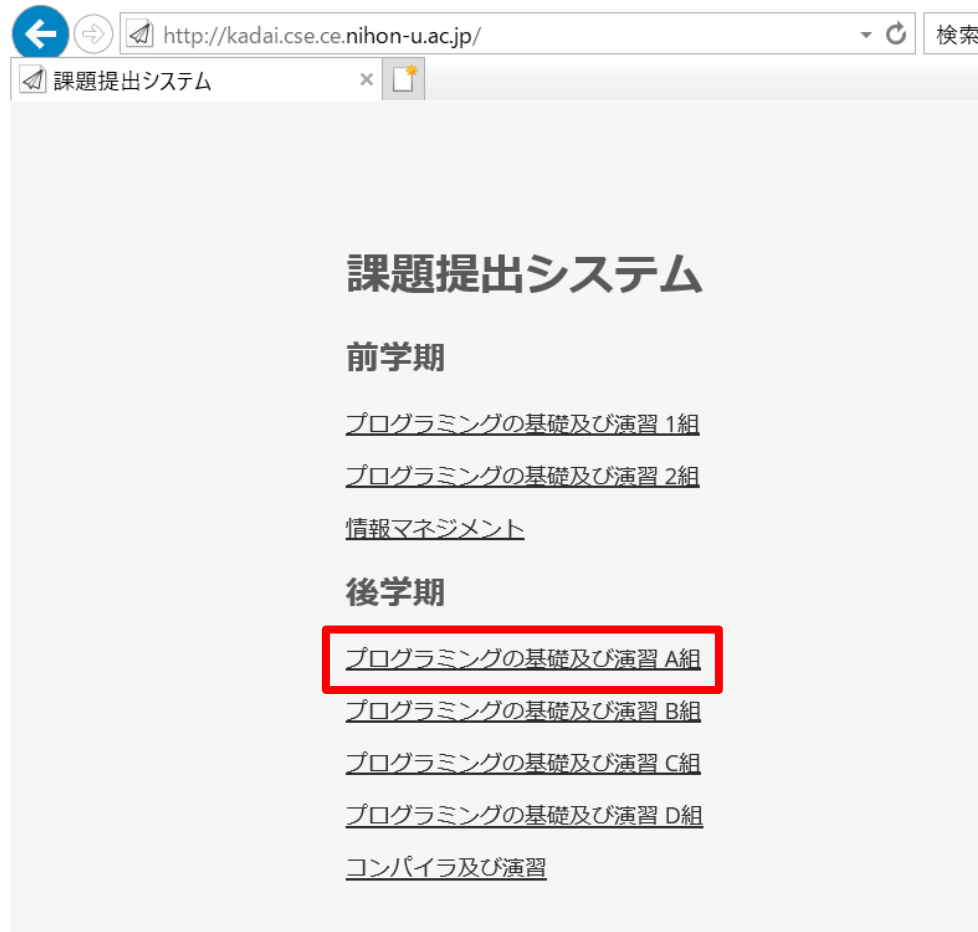 http://kadai.cse.ce.nihon-u.ac.jp/
検索
課題提出システム
課題提出システム
前学期
プログラミングの基礎及び演習 1組
プログラミングの基礎及び演習 2組
情報マネジメント
後学期
プログラミングの基礎及び演習 A組
プログラミングの基礎及び演習 B組
プログラミングの基礎及び演習 C組
プログラミングの基礎及び演習 D組
コンパイラ及び演習